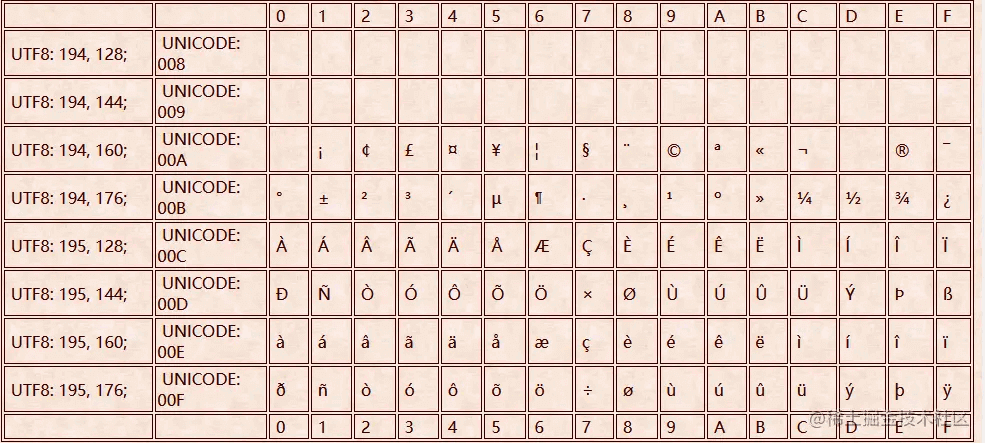 0 1 2 3 4 5 6 7 8 9 A B C D E F
UTF8: 194, 128; UNICODE: 008
UTF8: 194, 144; UNICODE: 009
UTF8: 194, 160; UNICODE: 00A ¡ ¢ £ ¤ ¥ ¦ § ¨ © ª « ¬ ® ¯
UTF8: 194, 176; UNICODE: 00B ° ± ² ³ ´ µ ¶ · ¸ ¹ º » ¼ ½ ¾ ¿
UTF8: 195, 128; UNICODE: 00C À Á Â Ã Ä Å Æ Ç È É Ê Ë Ì Í Î Ï
UTF8: 195, 144; UNICODE: 00D Ð Ñ Ò Ó Ô Õ Ö × Ø Ù Ú Û Ü Ý Þ ß
UTF8: 195, 160; UNICODE: 00E à á â ã ä å æ ç è é ê ë ì í î ï
UTF8: 195, 176; UNICODE: 00F ð ñ ò ó ô õ ö ÷ ø ù ú û ü ý þ ÿ
0 1 2 3 4 5 6 7 8 9 A B C D E F
@稀土掘金技术社区